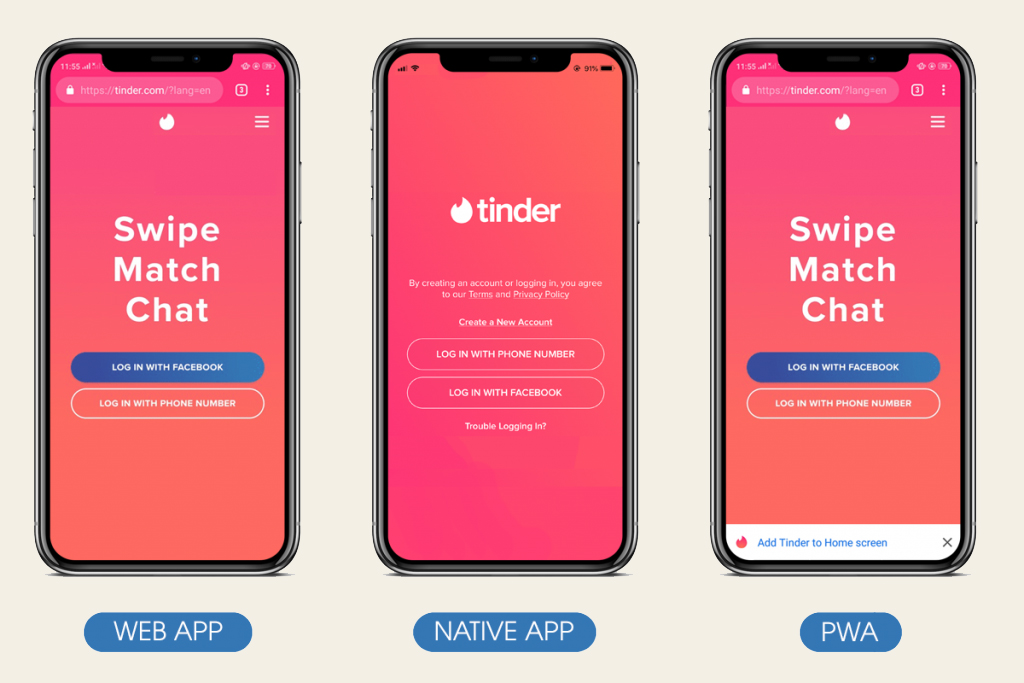 11:55
https://tinder.com/?lang=en
3
Swipe
Match
Chat
LOG IN WITH FACEBOOK
LOG IN WITH PHONE NUMBER
WEB APP
91%
tinder
By creating an account or logging in, you agree
to our Terms and Privacy Policy
Create a New Account
LOG IN WITH PHONE NUMBER
LOG IN WITH FACEBOOK
Trouble Logging In?
NATIVE APP
11:55
https://tinder.com/?lang=en
3
Swipe
Match
Chat
LOG IN WITH FACEBOOK
LOG IN WITH PHONE NUMBER
Add Tinder to Home screen
PWA